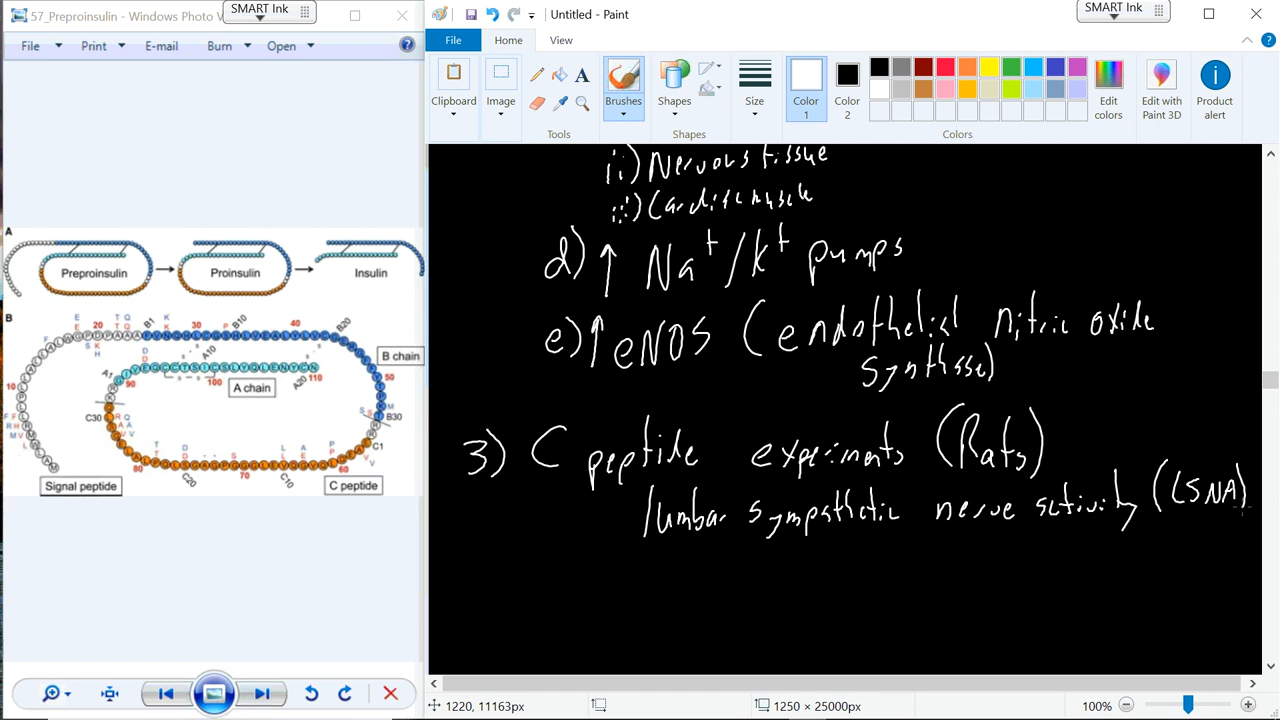 57_Preproinsulin - Windows Photo V
SMART Ink
File Print E-mail Burn Open
A
Preproinsulin
Proinsulin
Insulin
B
B chain
A chain
Signal peptide
C peptide
Untitled - Paint
SMART Ink
File Home View
Clipboard
Image
Tools
Brushes
Shapes
Shapes
Size
Color 1
Color 2
Colors
Edit colors
Edit with Paint 3D
Product alert
ii) Nervous tissue
iii) Cardiac muscle
d) ↑ Na+/K+ pumps
e) ↑ eNOS (endothelial nitric oxide
synthase)
3) C peptide experiments (Rats)
lumbar sympathetic nerve activity (LSNA)
1220, 11163px
1250 × 25000px
100%